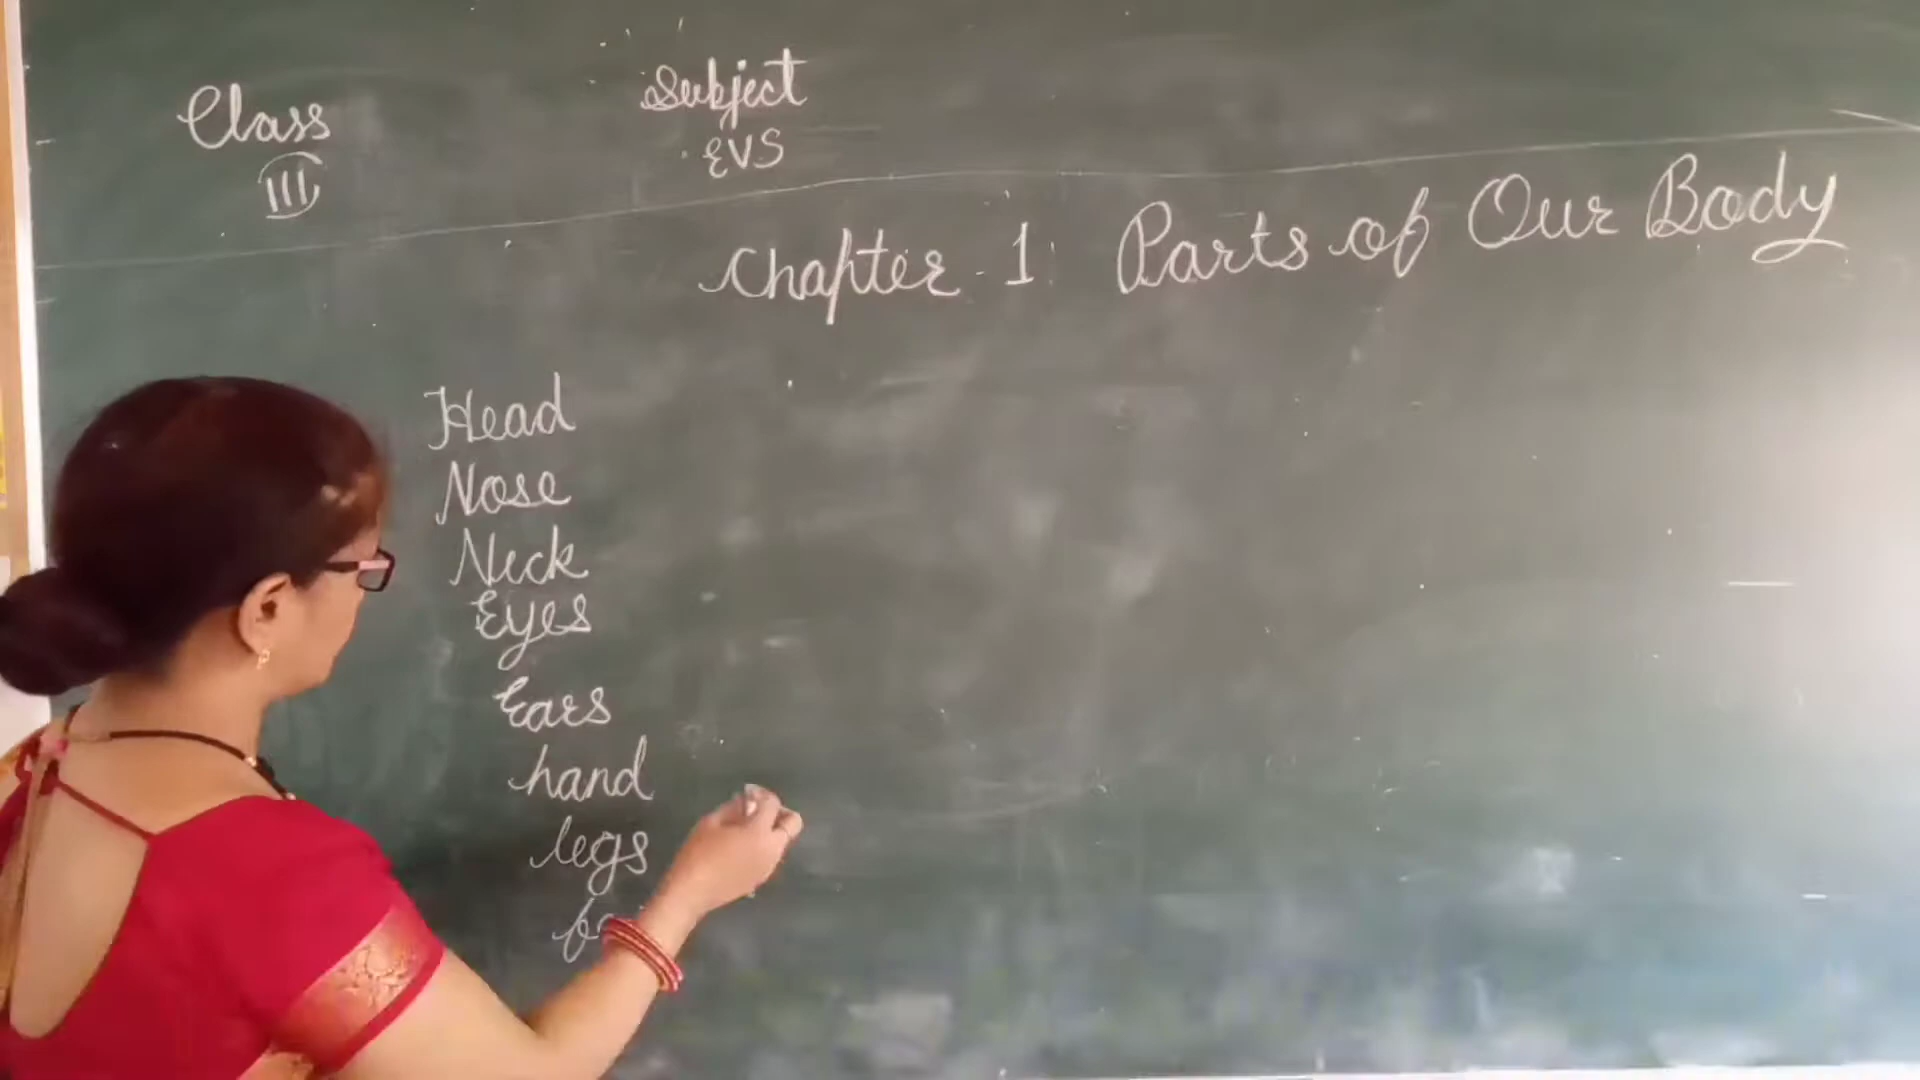 Class
III
Subject
EVS
Chapter - 1 Parts of Our Body
Head
Nose
Neck
Eyes
Ears
hand
legs